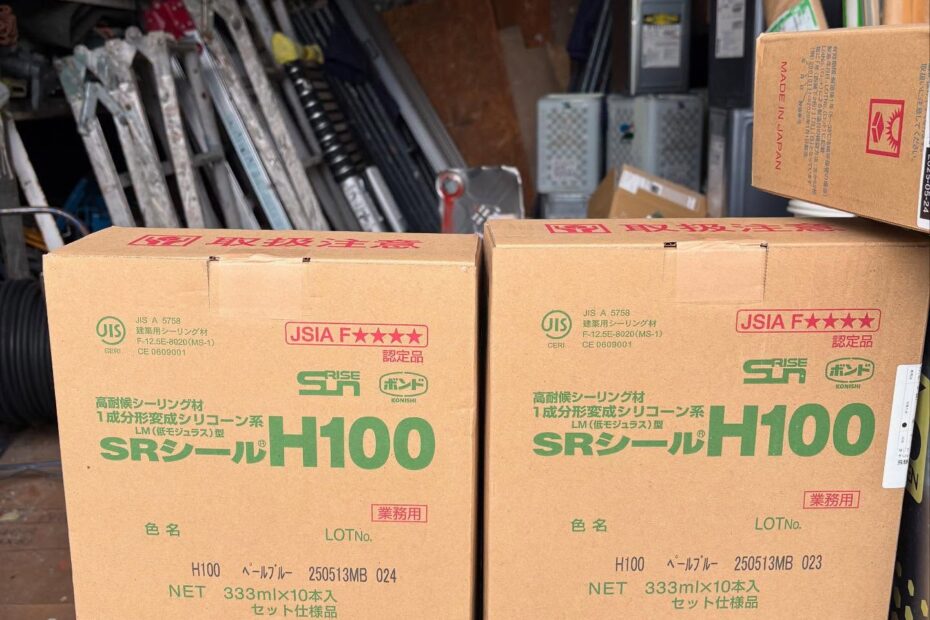 MADE IN JAPAN
2025-05-24
取扱注意
JIS
CERI
JIS A 5758
建築用シーリング材
F-12.5E-8020(MS-1)
CE 0609001
JSIA F★★★★
認定品
SUNRISE
ボンド
KONISHI
高耐候シーリング材
1成分形変成シリコーン系
LM(低モジュラス)型
SRシール®H100
業務用
色名 LOTNo.
H100 ペールブルー 250513MB 024
NET 333ml×10本入
セット仕様品
取扱注意
JIS
CERI
JIS A 5758
建築用シーリング材
F-12.5E-8020(MS-1)
CE 0609001
JSIA F★★★★
認定品
SUNRISE
ボンド
KONISHI
高耐候シーリング材
1成分形変成シリコーン系
LM(低モジュラス)型
SRシール®H100
業務用
色名 LOTNo.
H100 ペールブルー 250513MB 023
NET 333ml×10本入
セット仕様品